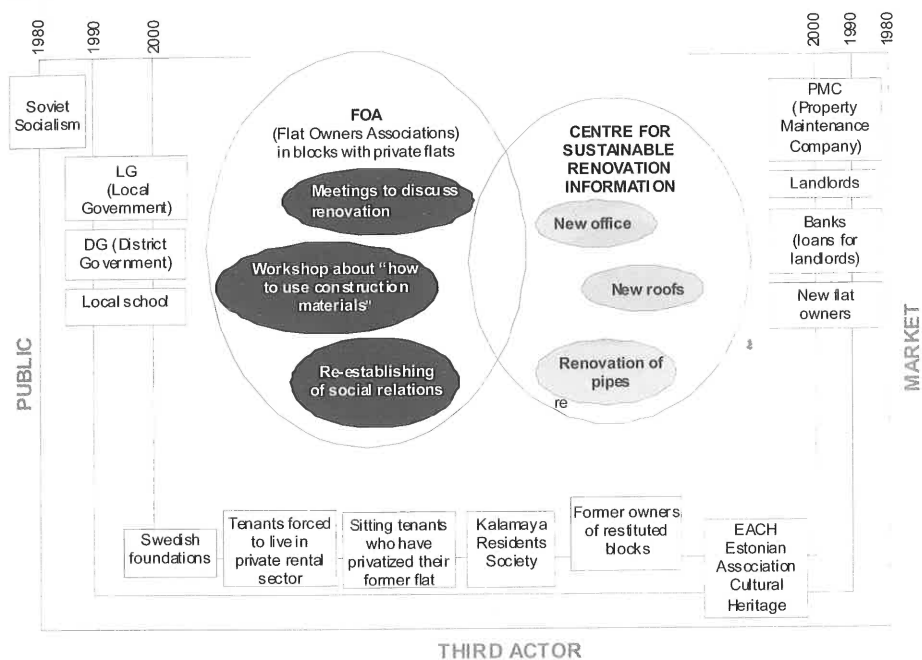 1980
1990
2000
2000
1990
1980
Soviet
Socialism
LG
(Local
Government)
DG (District
Government)
Local school
PUBLIC
FOA
(Flat Owners Associations)
in blocks with private flats
Meetings to discuss
renovation
Workshop about "how
to use construction
materials"
Re-establishing
of social relations
CENTRE FOR
SUSTAINABLE
RENOVATION
INFORMATION
New office
New roofs
Renovation of
pipes
re
PMC
(Property
Maintenance
Company)
Landlords
Banks
(loans for
landlords)
New flat
owners
MARKET
Swedish
foundations
Tenants forced
to live in
private rental
sector
Sitting tenants
who have
privatized their
former flat
Kalamaya
Residents
Society
Former owners
of restituted
blocks
EACH
Estonian
Association
Cultural
Heritage
THIRD ACTOR